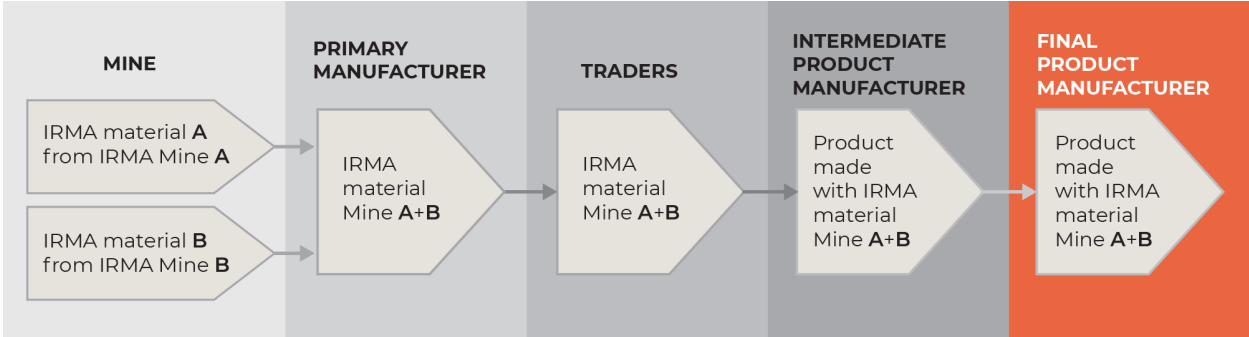 MINE
IRMA material A
from IRMA Mine A
IRMA material B
from IRMA Mine B
PRIMARY
MANUFACTURER
IRMA
material
Mine A+B
TRADERS
IRMA
material
Mine A+B
INTERMEDIATE
PRODUCT
MANUFACTURER
Product
made
with IRMA
material
Mine A+B
FINAL
PRODUCT
MANUFACTURER
Product
made
with IRMA
material
Mine A+B